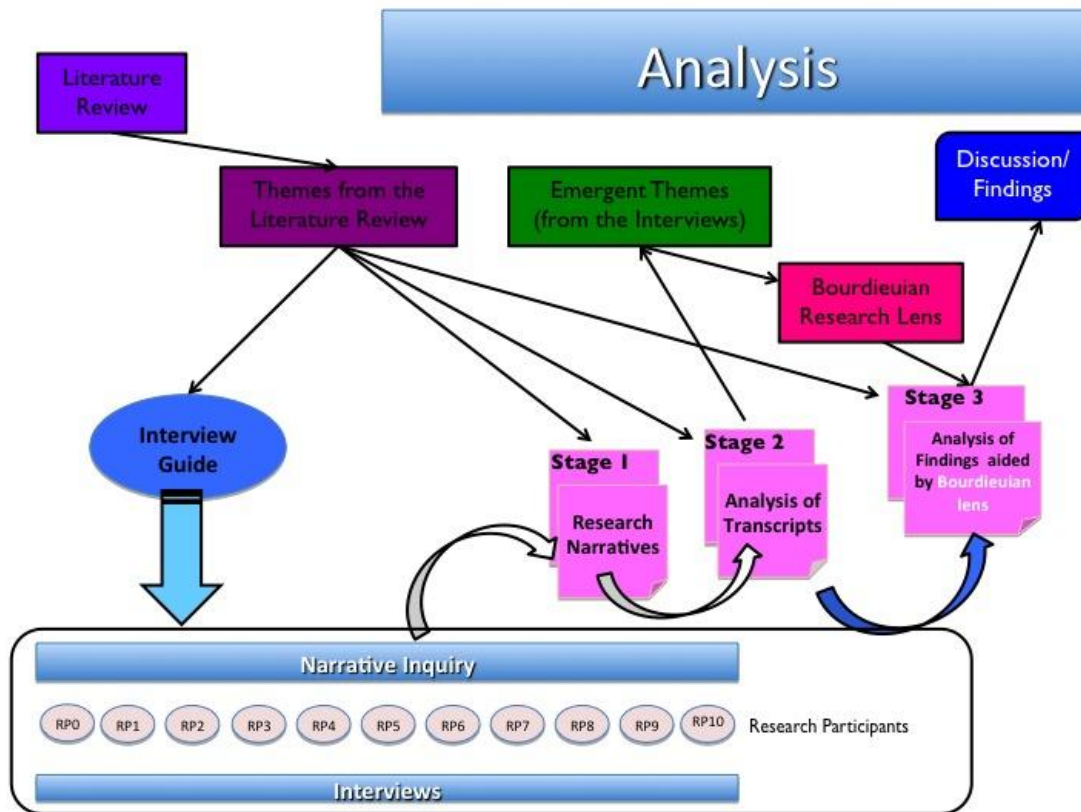 Analysis
Literature
Review
Themes from the
Literature Review
Emergent Themes
(from the Interviews)
Discussion/
Findings
Bourdieuian
Research Lens
Interview
Guide
Stage 1
Research
Narratives
Stage 2
Analysis of
Transcripts
Stage 3
Analysis of
Findings aided
by Bourdieuian
lens
Narrative Inquiry
RP0 RP1 RP2 RP3 RP4 RP5 RP6 RP7 RP8 RP9 RP10 Research Participants
Interviews